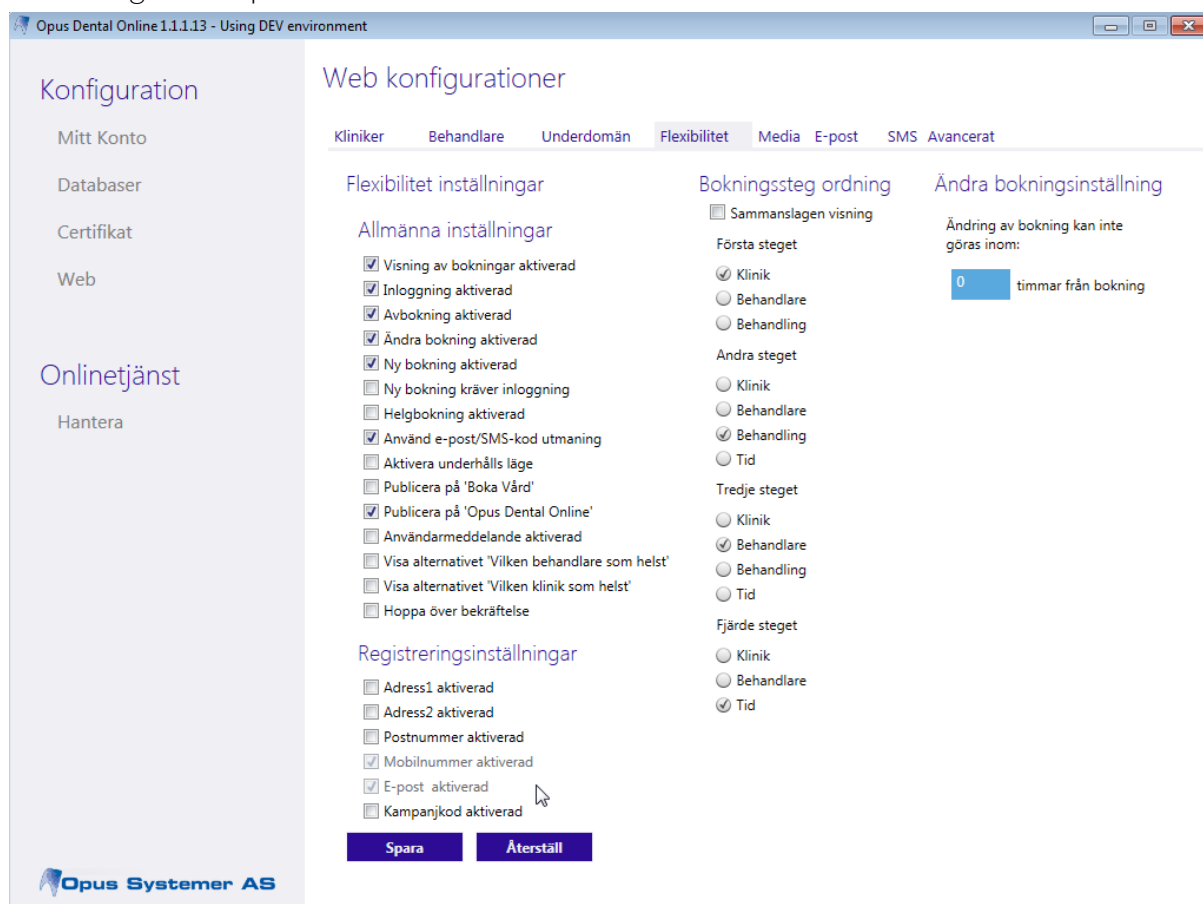 Opus Dental Online 1.1.1.13 - Using DEV environment
Konfiguration
Mitt Konto
Databaser
Certifikat
Web
Onlinetjänst
Hantera
Opus Systemer AS
Web konfigurationer
Kliniker Behandlare Underdomän Flexibilitet Media E-post SMS Avancerat
Flexibilitet inställningar
Allmänna inställningar
Visning av bokningar aktiverad
Inloggning aktiverad
Avbokning aktiverad
Ändra bokning aktiverad
Ny bokning aktiverad
Ny bokning kräver inloggning
Helgbokning aktiverad
Använd e-post/SMS-kod utmaning
Aktivera underhålls läge
Publicera på 'Boka Vård'
Publicera på 'Opus Dental Online'
Användarmeddelande aktiverad
Visa alternativet 'Vilken behandlare som helst'
Visa alternativet 'Vilken klinik som helst'
Hoppa över bekräftelse
Registreringsinställningar
Adress1 aktiverad
Adress2 aktiverad
Postnummer aktiverad
Mobilnummer aktiverad
E-post aktiverad
Kampanjkod aktiverad
Spara Återställ
Bokningssteg ordning
Sammanslagen visning
Första steget
Klinik
Behandlare
Behandling
Andra steget
Klinik
Behandlare
Behandling
Tid
Tredje steget
Klinik
Behandlare
Behandling
Tid
Fjärde steget
Klinik
Behandlare
Tid
Ändra bokningsinställning
Ändring av bokning kan inte
göras inom:
0 timmar från bokning